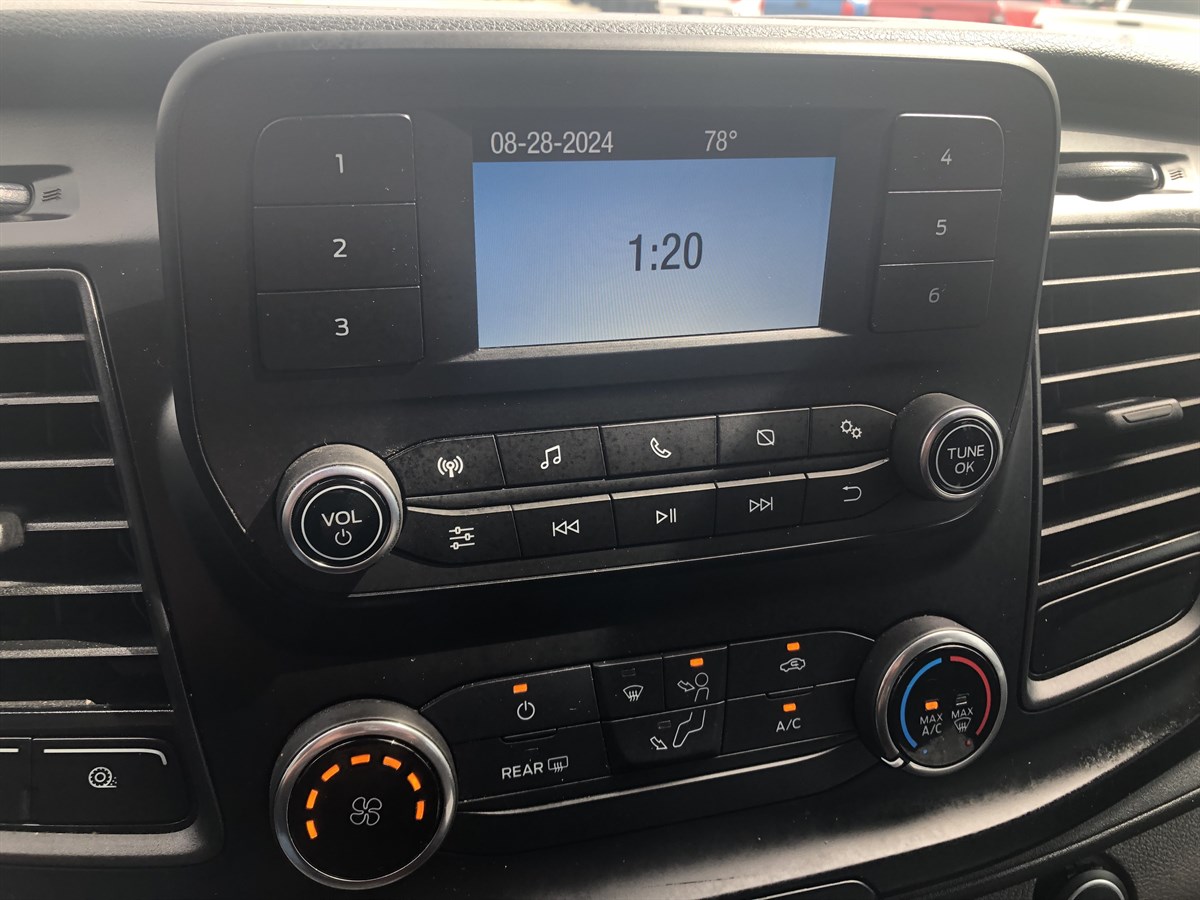 08-28-2024 78°
1:20
1
2
3
4
5
6
VOL
TUNE
OK
REAR
A/C
MAX
A/C
MAX